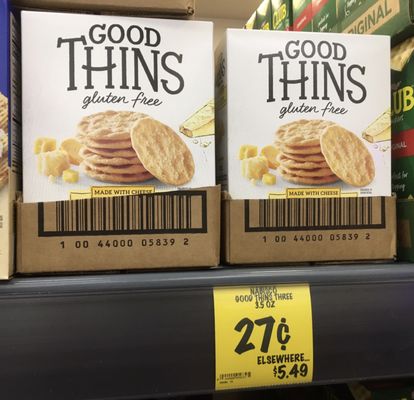 GOOD
THINS
gluten free
MADE WITH CHEESE
1 00 44000 05839 2
GOOD
THINS
gluten free
MADE WITH CHEESE
1 00 44000 05839 2
ORIGINAL
NABISCO
GOOD THINS THREE
3.5 OZ
27¢
ELSEWHERE...
$5.49